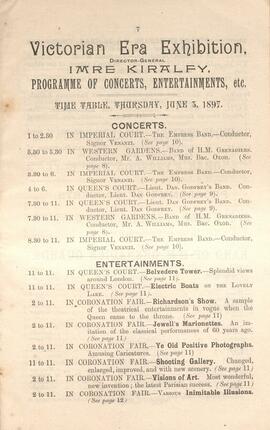 7
Victorian Era Exhibition,
DIRECTOR-GENERAL
IMRE KIRALFY.
PROGRAMME OF CONCERTS, ENTERTAINMENTS, etc.
TIME TABLE, THURSDAY, JUNE 3, 1897.
CONCERTS.
1 to 2.30 IN IMPERIAL COURT.—The Empress Band.—Conductor,
Signor Venanzi. (See page 10).
3.30 to 5.30 IN WESTERN GARDENS.—Band of H.M. Grenadiers.
Conductor, Mr. A. Williams, Mus. Bac. Oxon. (See
page 8).
3.30 to 6. IN IMPERIAL COURT.—The Empress Band.—Conductor,
Signor Venanzi. (See page 10).
4 to 6. IN QUEEN'S COURT.—Lieut. Dan Godfrey's Band. Conductor,
Lieut. Dan Godfrey. (See page 9).
7.30 to 11. IN QUEEN'S COURT.—Lieut. Dan Godfrey's Band. Conductor,
Lieut. Dan Godfrey. (See page 9).
7.30 to 11. IN WESTERN GARDENS.—Band of H.M. Grenadiers.
Conductor, Mr. A. Williams, Mus. Bac. Oxon. (See
page 8).
8.30 to 11. IN IMPERIAL COURT.—The Empress Band.—Conductor,
Signor Venanzi. (See page 10).
ENTERTAINMENTS.
11 to 11. IN QUEEN'S COURT.—Belvedere Tower.—Splendid views
around London. (See page 11).
11 to 11. IN QUEEN'S COURT.—Electric Boats on the Lovely
Lake. (See page 11).
2 to 11. IN CORONATION FAIR.—Richardson's Show. A sample
of the theatrical entertainments in vogue when the
Queen came to the throne. (See page 11)
2 to 11. IN CORONATION FAIR.—Jewell's Marionettes. An imitation
of the classical performances of 60 years ago.
(See page 11)
2 to 11. IN CORONATION FAIR.—Ye Old Positive Photographs.
Amusing Caricatures. (See page 11)
11 to 11. IN CORONATION FAIR.—Shooting Gallery. Changed,
enlarged, improved, and with new scenery. (See page 11)
2 to 11. IN CORONATION FAIR.—Visions of Art. Most wonderful,
new invention; the latest Parisian success. (See page 11)
2 to 11. IN CORONATION FAIR.—Various Inimitable Illusions.
(See page 12)